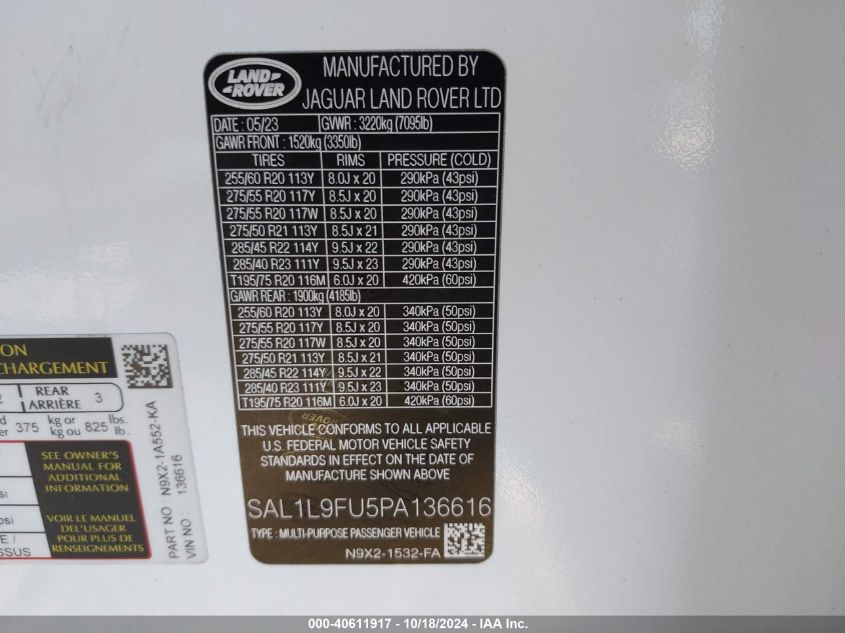 LAND
ROVER
MANUFACTURED BY
JAGUAR LAND ROVER LTD
DATE : 05/23 GVWR : 3220kg (7095lb)
GAWR FRONT : 1520kg (3350lb)
TIRES RIMS PRESSURE (COLD)
255/60 R20 113Y 8.0J x 20 290kPa (43psi)
275/55 R20 117Y 8.5J x 20 290kPa (43psi)
275/55 R20 117W 8.5J x 20 290kPa (43psi)
275/50 R21 113Y 8.5J x 21 290kPa (43psi)
285/45 R22 114Y 9.5J x 22 290kPa (43psi)
285/40 R23 111Y 9.5J x 23 290kPa (43psi)
T195/75 R20 116M 6.0J x 20 420kPa (60psi)
GAWR REAR : 1900kg (4185lb)
255/60 R20 113Y 8.0J x 20 340kPa (50psi)
275/55 R20 117Y 8.5J x 20 340kPa (50psi)
275/55 R20 117W 8.5J x 20 340kPa (50psi)
275/50 R21 113Y 8.5J x 21 340kPa (50psi)
285/45 R22 114Y 9.5J x 22 340kPa (50psi)
285/40 R23 111Y 9.5J x 23 340kPa (50psi)
T195/75 R20 116M 6.0J x 20 420kPa (60psi)
THIS VEHICLE CONFORMS TO ALL APPLICABLE
U.S. FEDERAL MOTOR VEHICLE SAFETY
STANDARDS IN EFFECT ON THE DATE OF
MANUFACTURE SHOWN ABOVE
SAL1L9FU5PA136616
TYPE : MULTI-PURPOSE PASSENGER VEHICLE
N9X2-1532-FA
ON
CHARGEMENT
2 REAR
ARRIÈRE 3
375 kg or
kg ou 825 lbs.
lb.
SEE OWNER'S
MANUAL FOR
ADDITIONAL
INFORMATION
VOIR LE MANUEL
DEL'USAGER
POUR PLUS DE
RENSEIGNEMENTS
PART NO : N9X2-1A552-KA
VIN NO : 136616
000-40611917 - 10/18/2024 - IAA Inc.